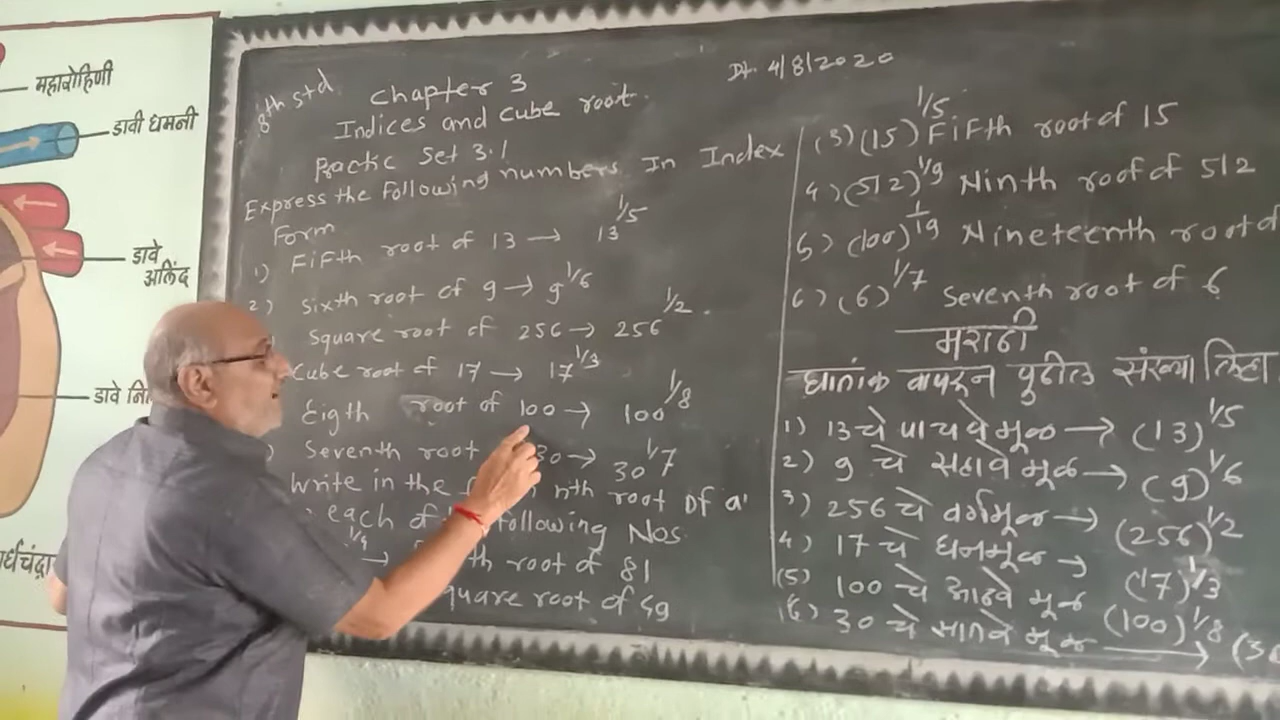 महारोहिणी
डावी धमनी
डावे
अलिंद
डावे
8th std
Chapter 3
Dt. 4/8/2020
Indices and Cube root.
Practic Set 3.1
Express the Following numbers In Index
Form
1) FiFth root of 13 → 13^1/5
2) Sixth root of 9 → 9^1/6
Square root of 256 → 256^1/2.
Cube root of 17 → 17^1/3
Eigth root of 100 → 100^1/8
) Seventh root 30 → 30^1/7
Write in the nth root of a'
each of following Nos.
→ th root of 81
quare root of 49
(3) (15)^1/5 FiFth root of 15
4) (512)^1/9 Ninth root of 512
5) (100)^1/19 Nineteenth root of
6) (6)^1/7 Seventh root of 6
मराठी
घातांक वापरून पुढील संख्या लिहा
1) 13 चे पाचवे मूळ → (13)^1/5
2) 9 चे सहावे मूळ → (9)^1/6
3) 256 चे वर्गमूळ → (256)^1/2
4) 17 चे घनमूळ → (17)^1/3
(5) 100 चे आठवे मूळ (100)^1/8
(6) 30 चे सातवे मूळ → (30